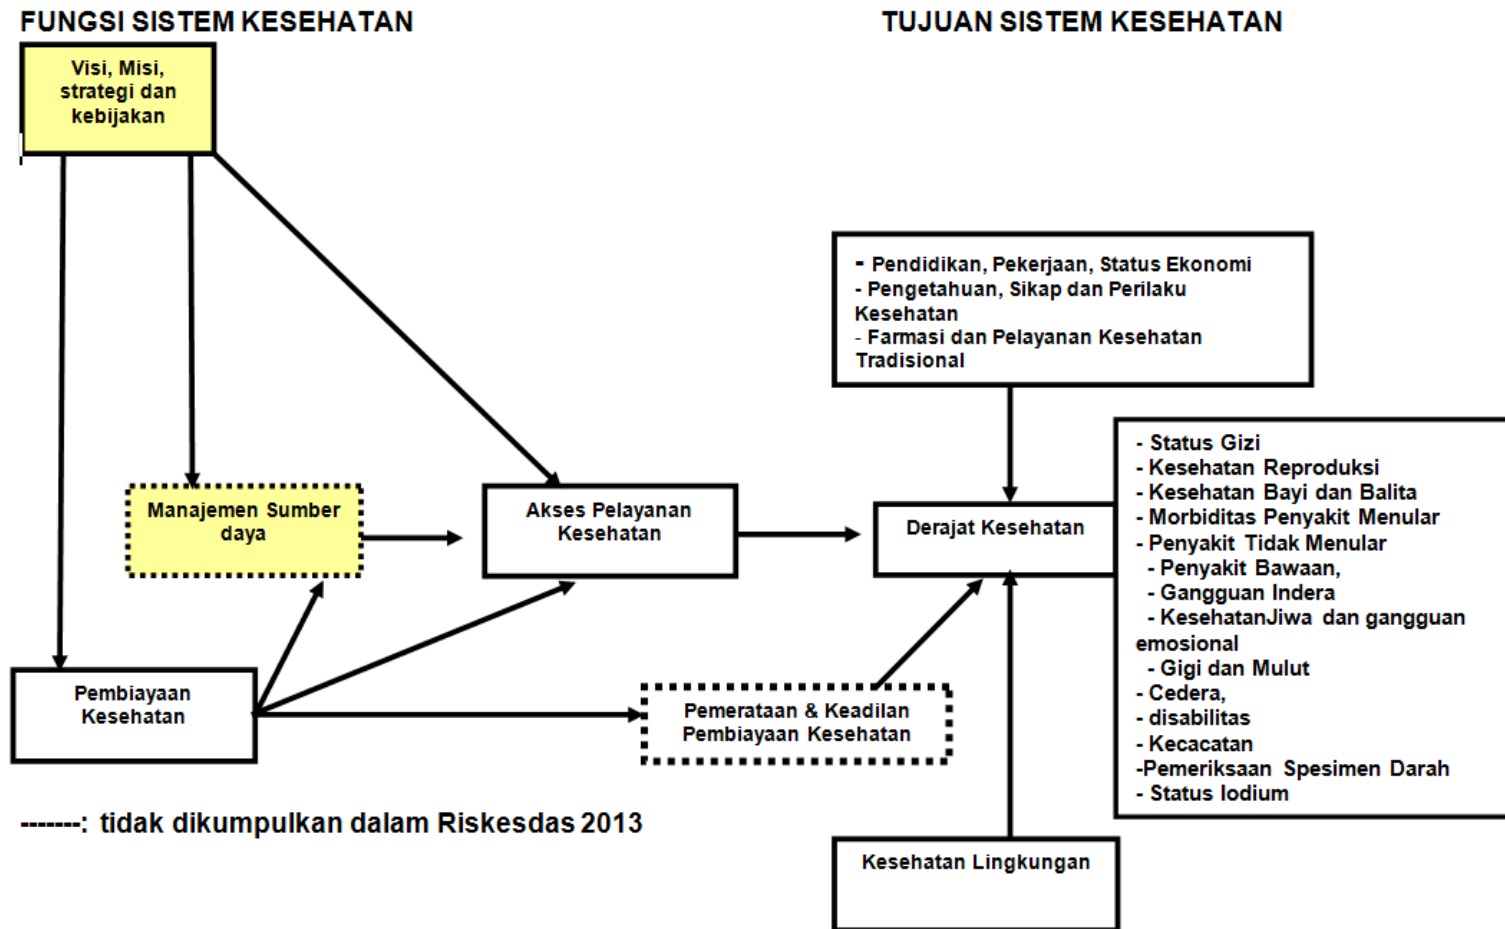 FUNGSI SISTEM KESEHATAN
TUJUAN SISTEM KESEHATAN
Visi, Misi,
strategi dan
kebijakan
- Pendidikan, Pekerjaan, Status Ekonomi
- Pengetahuan, Sikap dan Perilaku
Kesehatan
- Farmasi dan Pelayanan Kesehatan
Tradisional
Manajemen Sumber
daya
Akses Pelayanan
Kesehatan
Derajat Kesehatan
- Status Gizi
- Kesehatan Reproduksi
- Kesehatan Bayi dan Balita
- Morbiditas Penyakit Menular
- Penyakit Tidak Menular
- Penyakit Bawaan,
- Gangguan Indera
- KesehatanJiwa dan gangguan
emosional
- Gigi dan Mulut
- Cedera,
- disabilitas
- Kecacatan
-Pemeriksaan Spesimen Darah
- Status Iodium
Pembiayaan
Kesehatan
Pemerataan & Keadilan
Pembiayaan Kesehatan
-------: tidak dikumpulkan dalam Riskesdas 2013
Kesehatan Lingkungan